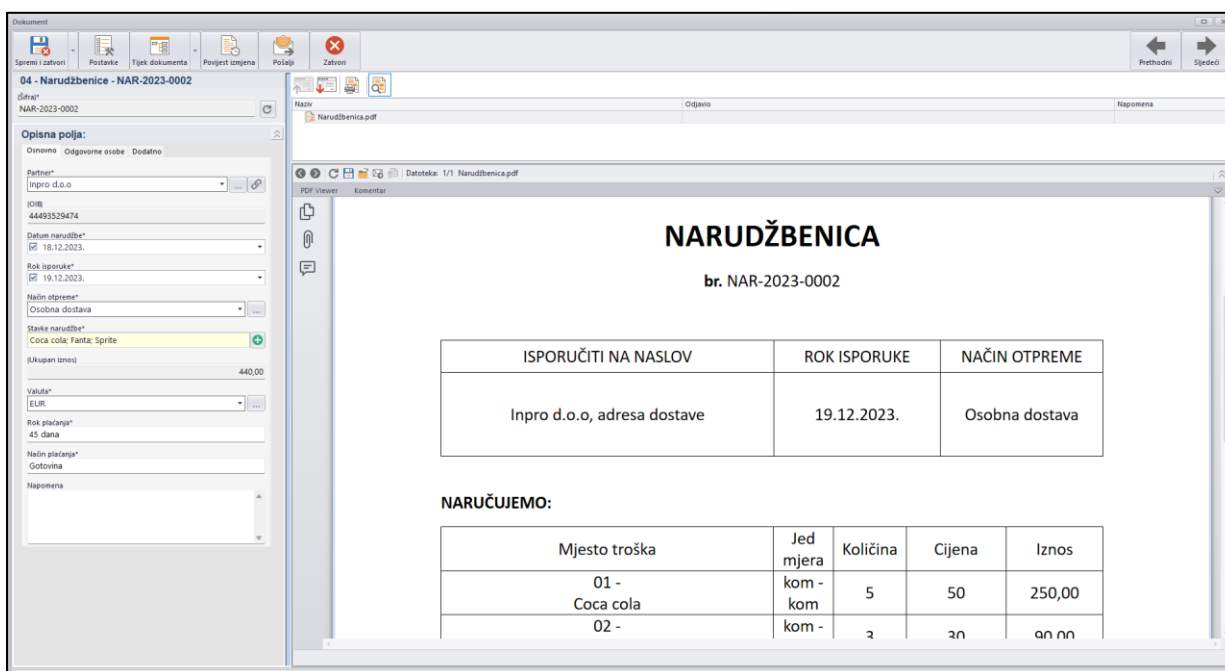 Dokument
Spremi i zatvori
Postavke
Tijek dokumenta
Povijest izmjena
Pošalji
Zatvori
Prethodni
Sljedeći
04 - Narudžbenice - NAR-2023-0002
(Šifra)*
NAR-2023-0002
Opisna polja:
Osnovno Odgovorne osobe Dodatno
Partner*
Inpro d.o.o
(OIB)
44493529474
Datum narudžbe*
18.12.2023.
Rok isporuke*
19.12.2023.
Način otpreme*
Osobna dostava
Stavke narudžbe*
Coca cola; Fanta; Sprite
(Ukupan iznos)
440,00
Valuta*
EUR
Rok plaćanja*
45 dana
Način plaćanja*
Gotovina
Napomena
Naziv Odjavio Napomena
Narudžbenica.pdf
Datoteka: 1/1 Narudžbenica.pdf
PDF Viewer Komentar
NARUDŽBENICA
br. NAR-2023-0002
ISPORUČITI NA NASLOV ROK ISPORUKE NAČIN OTPREME
Inpro d.o.o, adresa dostave 19.12.2023. Osobna dostava
NARUČUJEMO:
Mjesto troška Jed mjera Količina Cijena Iznos
01 - Coca cola kom - kom 5 50 250,00
02 - kom - 3 30 90,00